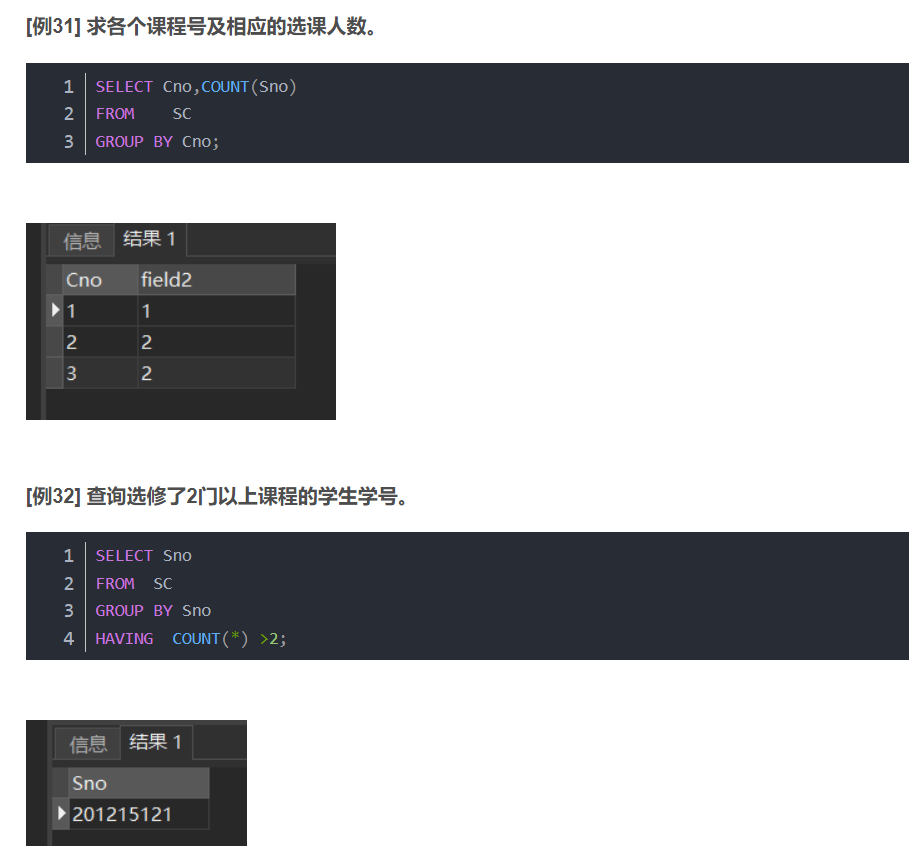 [例31] 求各个课程号及相应的选课人数。
1 SELECT Cno,COUNT(Sno)
2 FROM    SC
3 GROUP BY Cno;
信息 结果 1
Cno field2
1 1
2 2
3 2
[例32] 查询选修了2门以上课程的学生学号。
1 SELECT Sno
2 FROM  SC
3 GROUP BY Sno
4 HAVING  COUNT(*) >2;
信息 结果 1
Sno
201215121